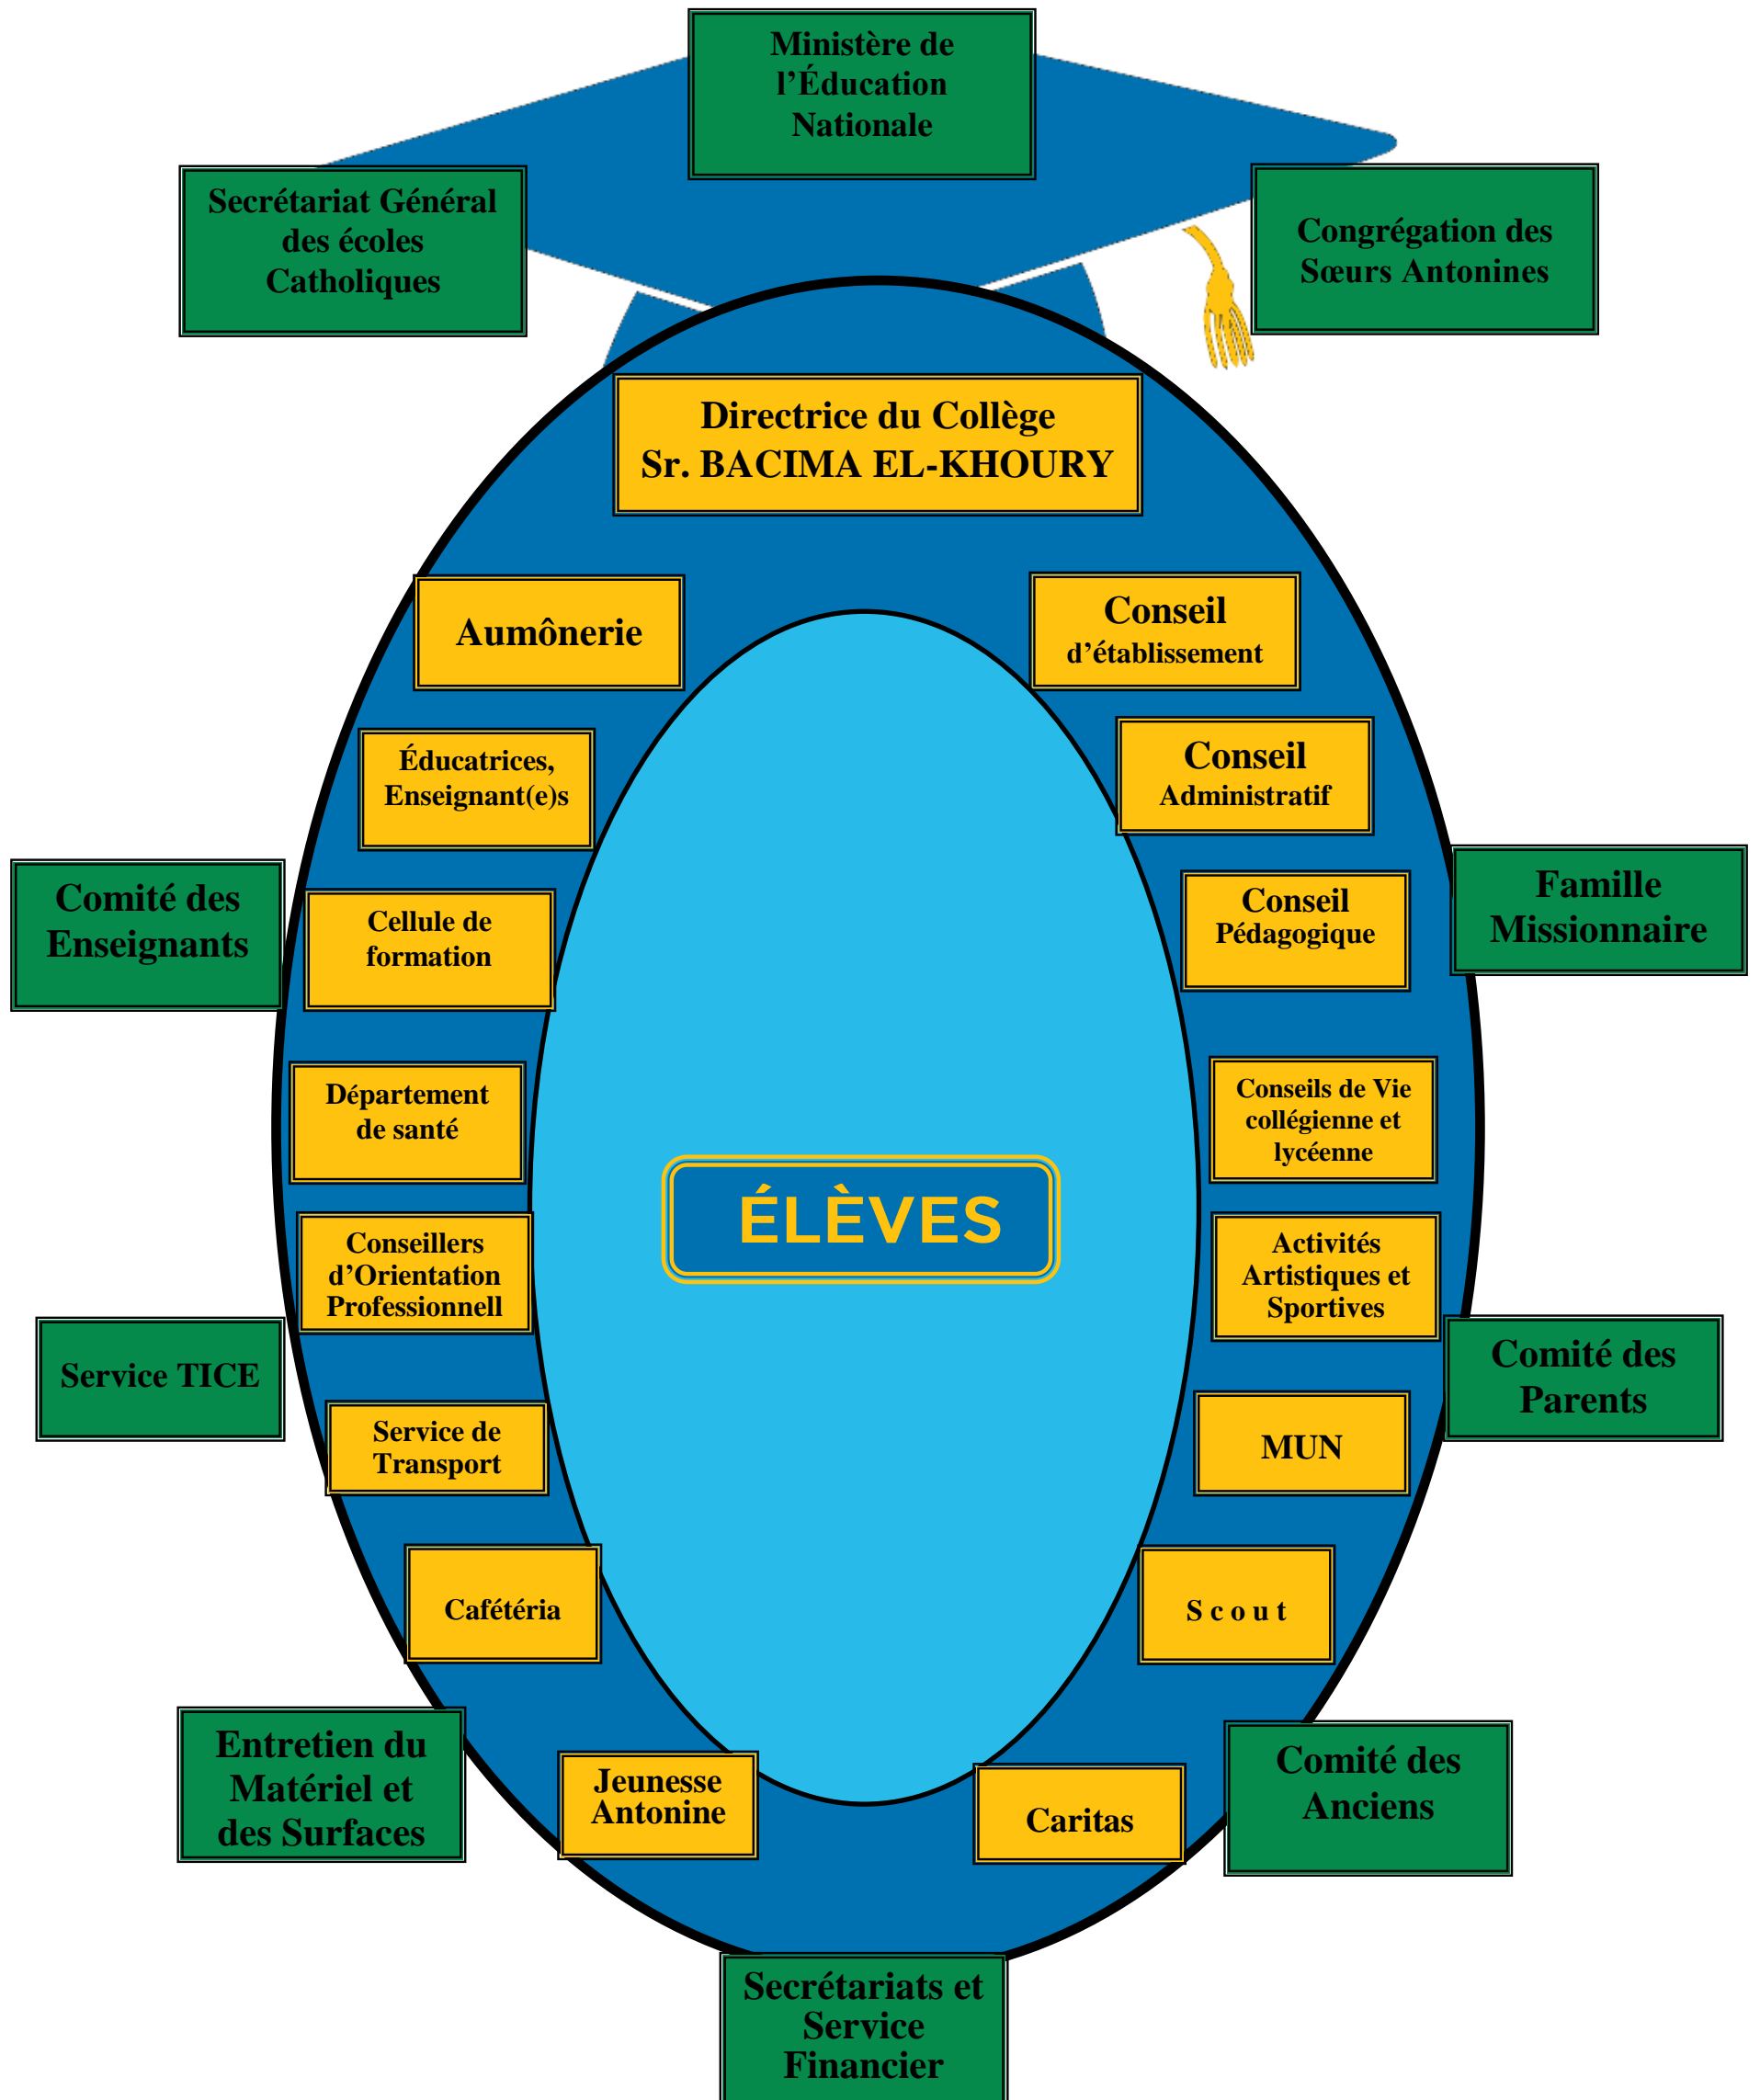 Ministère de
l'Éducation
Nationale
Secrétariat Général
des écoles
Catholiques
Congrégation des
Sœurs Antonines
Directrice du Collège
Sr. BACIMA EL-KHOURY
Aumônerie
Conseil
d'établissement
Éducatrices,
Enseignant(e)s
Conseil
Administratif
Comité des
Enseignants
Cellule de
formation
Conseil
Pédagogique
Famille
Missionnaire
Département
de santé
Conseils de Vie
collégienne et
lycéenne
ÉLÈVES
Conseillers
d'Orientation
Professionnell
Activités
Artistiques et
Sportives
Service TICE
Comité des
Parents
Service de
Transport
MUN
Cafétéria
S c o u t
Entretien du
Matériel et
des Surfaces
Jeunesse
Antonine
Caritas
Comité des
Anciens
Secrétariats et
Service
Financier